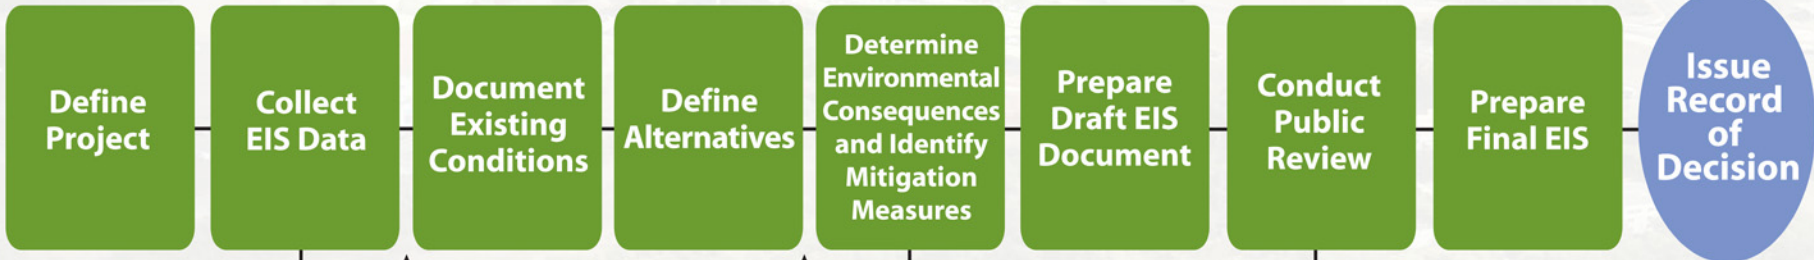 Define
Project
Collect
EIS Data
Document
Existing
Conditions
Define
Alternatives
Determine
Environmental
Consequences
and Identify
Mitigation
Measures
Prepare
Draft EIS
Document
Conduct
Public
Review
Prepare
Final EIS
Issue
Record
of
Decision